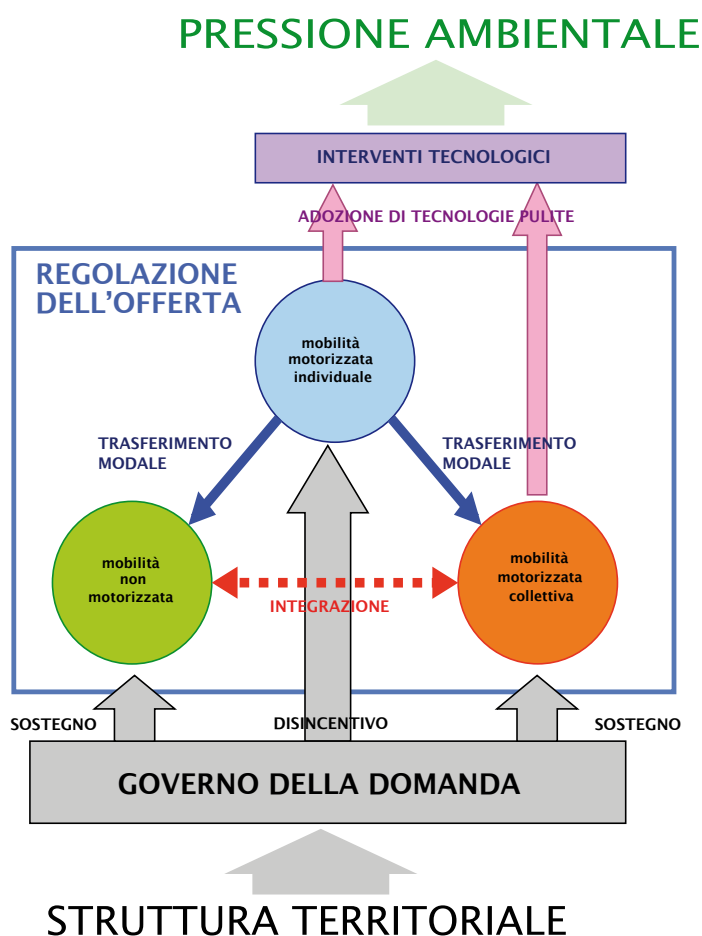 PRESSIONE AMBIENTALE
INTERVENTI TECNOLOGICI
ADOZIONE DI TECNOLOGIE PULITE
REGOLAZIONE
DELL'OFFERTA
mobilità
motorizzata
individuale
TRASFERIMENTO
MODALE
TRASFERIMENTO
MODALE
mobilità
non
motorizzata
mobilità
motorizzata
collettiva
INTEGRAZIONE
SOSTEGNO
DISINCENTIVO
SOSTEGNO
GOVERNO DELLA DOMANDA
STRUTTURA TERRITORIALE